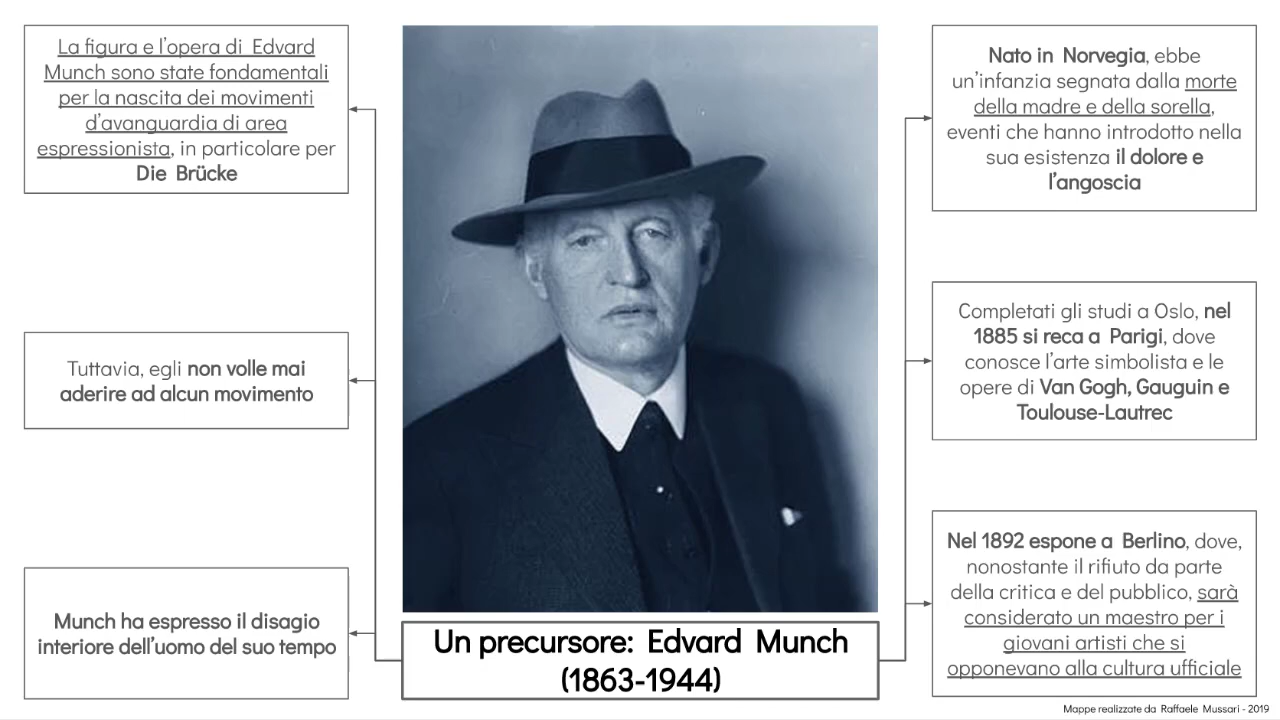 La figura e l'opera di Edvard
Munch sono state fondamentali
per la nascita dei movimenti
d'avanguardia di area
espressionista, in particolare per
Die Brücke
Tuttavia, egli non volle mai
aderire ad alcun movimento
Munch ha espresso il disagio
interiore dell'uomo del suo tempo
Un precursore: Edvard Munch
(1863-1944)
Nato in Norvegia, ebbe
un'infanzia segnata dalla morte
della madre e della sorella,
eventi che hanno introdotto nella
sua esistenza il dolore e
l'angoscia
Completati gli studi a Oslo, nel
1885 si reca a Parigi, dove
conosce l'arte simbolista e le
opere di Van Gogh, Gauguin e
Toulouse-Lautrec
Nel 1892 espone a Berlino, dove,
nonostante il rifiuto da parte
della critica e del pubblico, sarà
considerato un maestro per i
giovani artisti che si
opponevano alla cultura ufficiale
Mappe realizzate da Raffaele Mussari - 2019